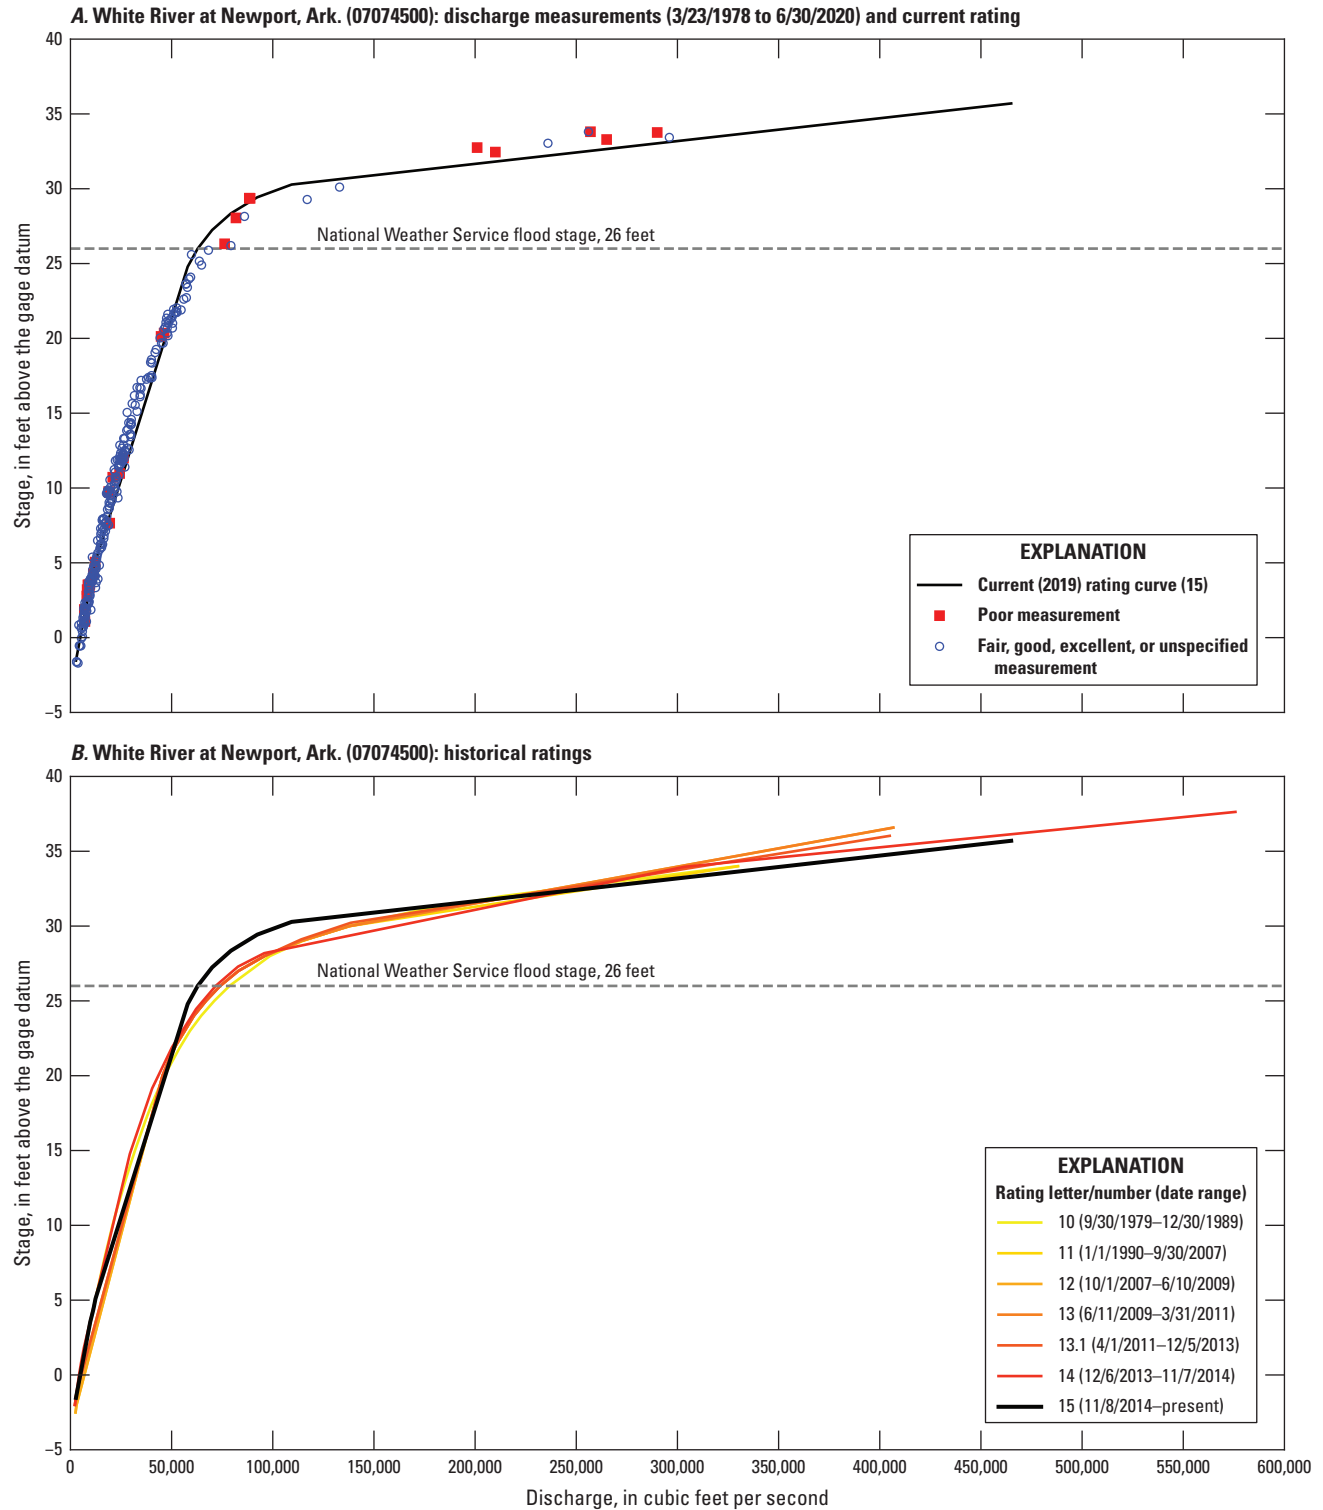 A. White River at Newport, Ark. (07074500): discharge measurements (3/23/1978 to 6/30/2020) and current rating
40
35
30
25
20
15
10
5
0
–5
Stage, in feet above the gage datum
National Weather Service flood stage, 26 feet
EXPLANATION
Current (2019) rating curve (15)
Poor measurement
Fair, good, excellent, or unspecified
measurement
B. White River at Newport, Ark. (07074500): historical ratings
40
35
30
25
20
15
10
5
0
–5
Stage, in feet above the gage datum
National Weather Service flood stage, 26 feet
EXPLANATION
Rating letter/number (date range)
10 (9/30/1979–12/30/1989)
11 (1/1/1990–9/30/2007)
12 (10/1/2007–6/10/2009)
13 (6/11/2009–3/31/2011)
13.1 (4/1/2011–12/5/2013)
14 (12/6/2013–11/7/2014)
15 (11/8/2014–present)
0 50,000 100,000 150,000 200,000 250,000 300,000 350,000 400,000 450,000 500,000 550,000 600,000
Discharge, in cubic feet per second